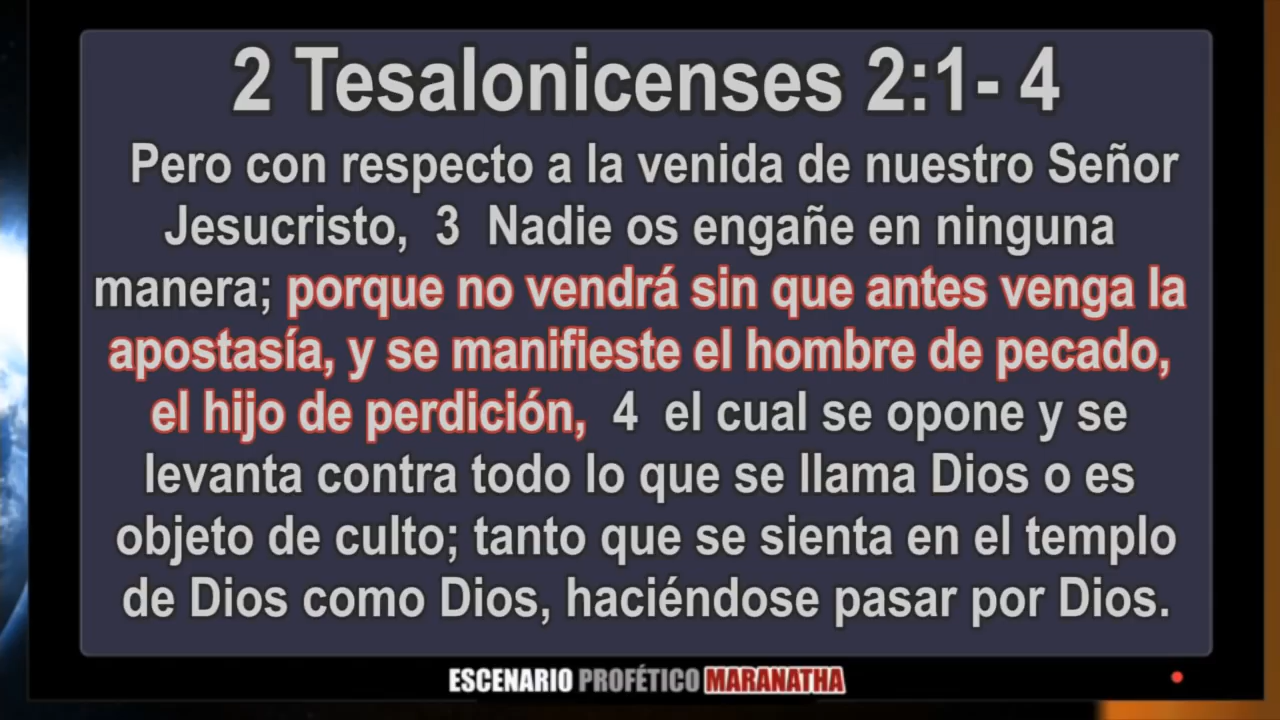 2 Tesalonicenses 2:1- 4
Pero con respecto a la venida de nuestro Señor
Jesucristo, 3 Nadie os engañe en ninguna
manera; porque no vendrá sin que antes venga la
apostasía, y se manifieste el hombre de pecado,
el hijo de perdición, 4 el cual se opone y se
levanta contra todo lo que se llama Dios o es
objeto de culto; tanto que se sienta en el templo
de Dios como Dios, haciéndose pasar por Dios.
ESCENARIO PROFÉTICO MARANATHA